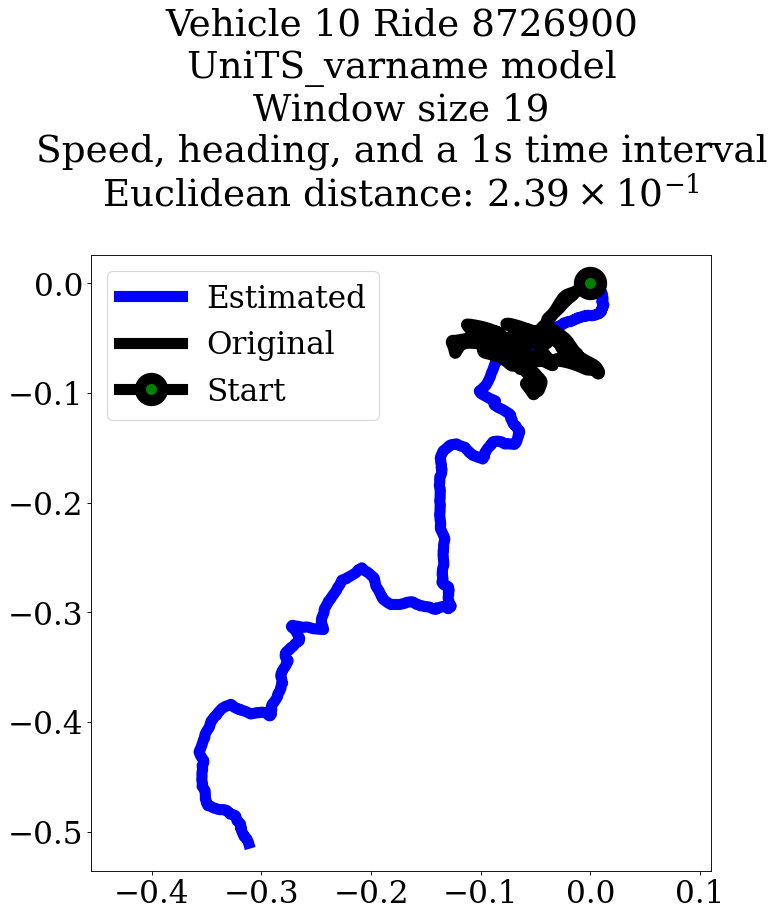 Vehicle 10 Ride 8726900
UniTS_varname model
Window size 19
Speed, heading, and a 1s time interval
Euclidean distance: 2.39 × 10⁻¹
Estimated
Original
Start
0.0
−0.1
−0.2
−0.3
−0.4
−0.5
−0.4 −0.3 −0.2 −0.1 0.0 0.1